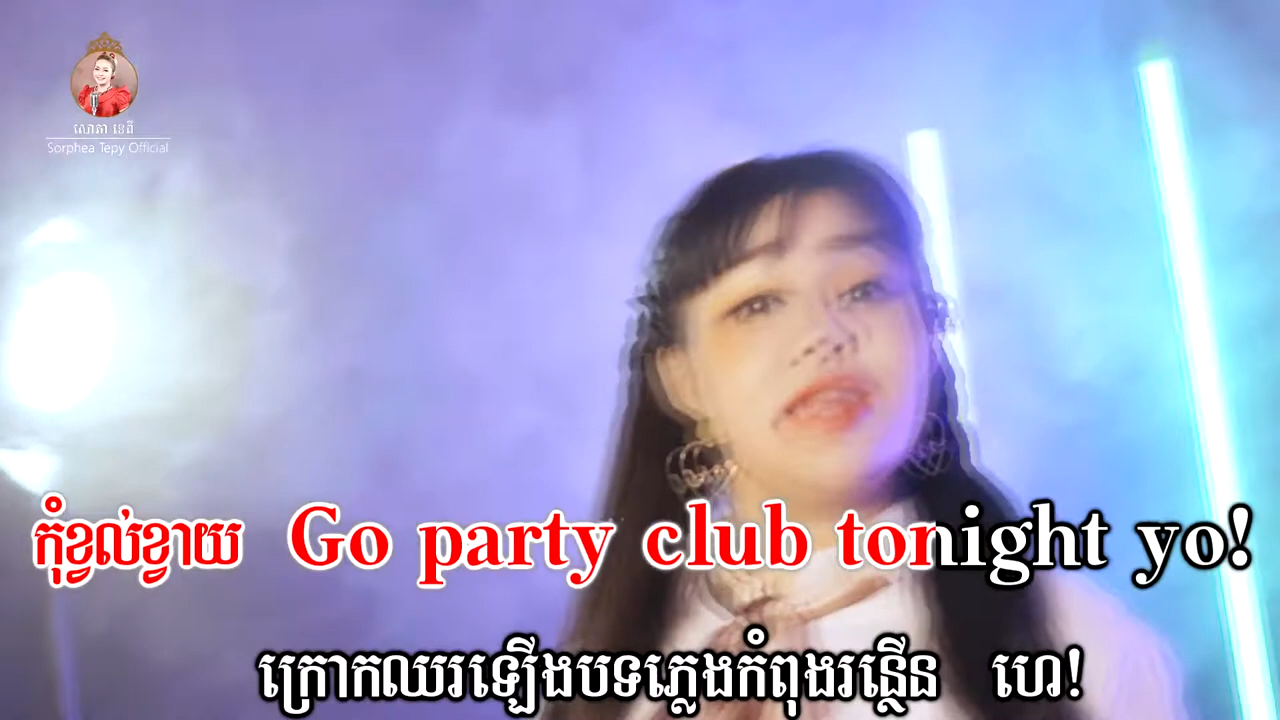 សោភា ទេពី
Sorphea Tepy Official
កុំខ្វល់ខ្វាយ Go party club tonight yo!
ក្រោកឈរឡើងបទភ្លេងកំពុងរន្ថើន ហេ!